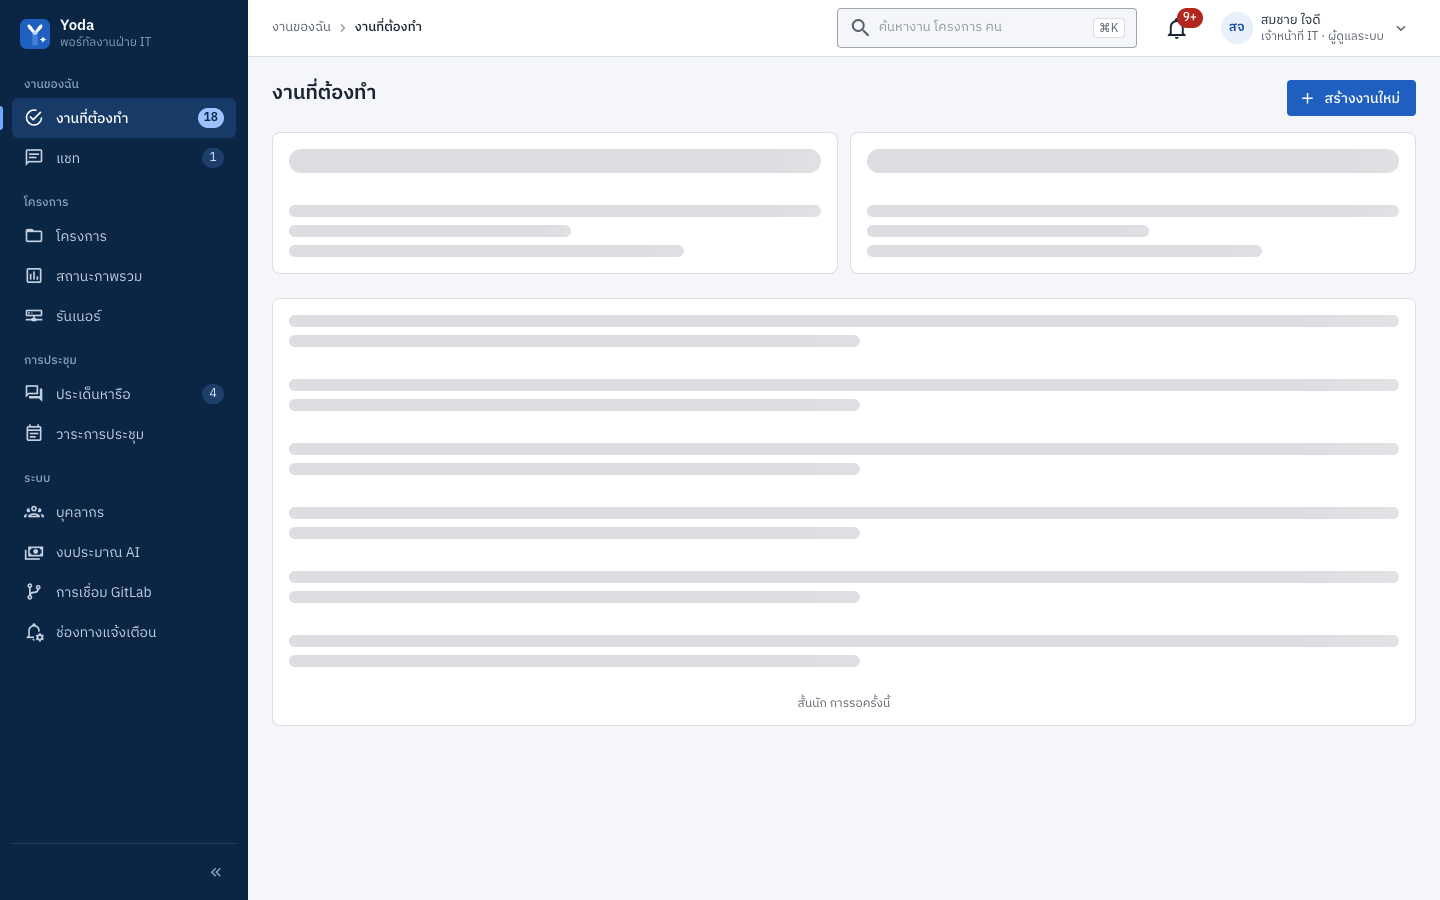 Yoda
พอร์ทัลงานฝ่าย IT
งานของฉัน
งานที่ต้องทำ 18
แชท 1
โครงการ
โครงการ
สถานะภาพรวม
รันเนอร์
การประชุม
ประเด็นหารือ 4
วาระการประชุม
ระบบ
บุคลากร
งบประมาณ AI
การเชื่อม GitLab
ช่องทางแจ้งเตือน
งานของฉัน งานที่ต้องทำ
ค้นหางาน โครงการ คน ⌘K
9+
สจ
สมชาย ใจดี
เจ้าหน้าที่ IT · ผู้ดูแลระบบ
งานที่ต้องทำ
สร้างงานใหม่
สั้นนัก การรอครั้งนี้